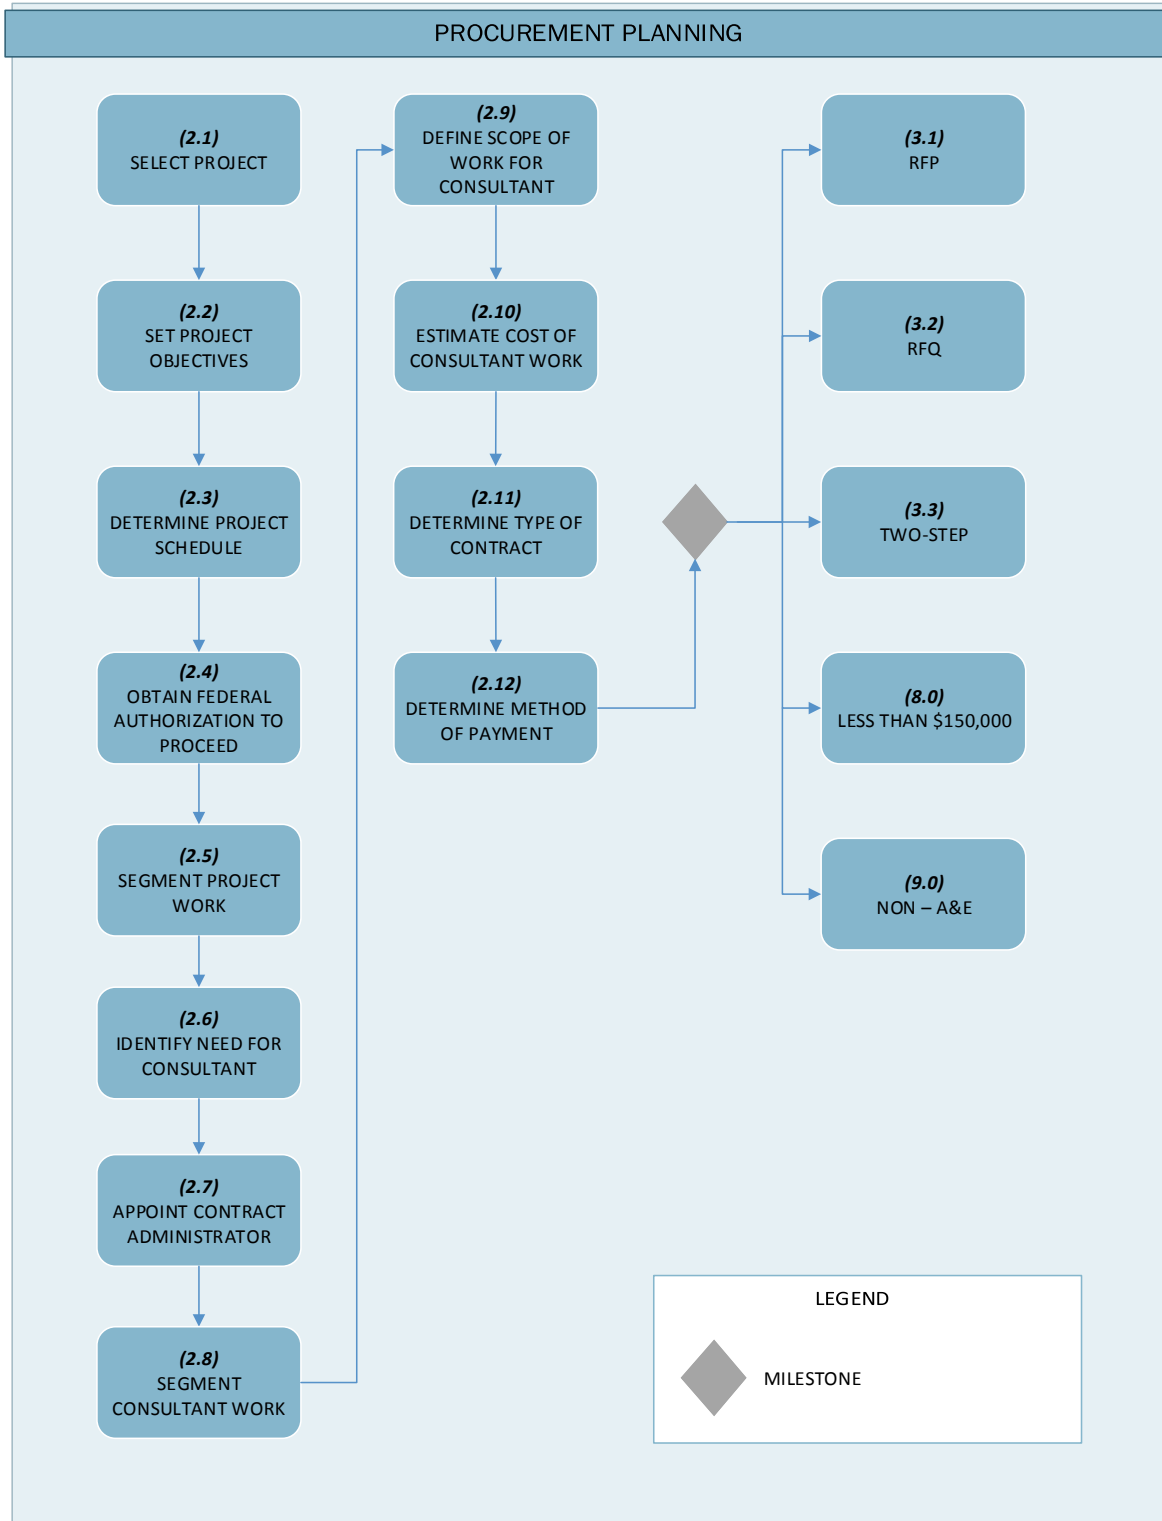 PROCUREMENT PLANNING
(2.1)
SELECT PROJECT
(2.2)
SET PROJECT
OBJECTIVES
(2.3)
DETERMINE PROJECT
SCHEDULE
(2.4)
OBTAIN FEDERAL
AUTHORIZATION TO
PROCEED
(2.5)
SEGMENT PROJECT
WORK
(2.6)
IDENTIFY NEED FOR
CONSULTANT
(2.7)
APPOINT CONTRACT
ADMINISTRATOR
(2.8)
SEGMENT
CONSULTANT WORK
(2.9)
DEFINE SCOPE OF
WORK FOR
CONSULTANT
(2.10)
ESTIMATE COST OF
CONSULTANT WORK
(2.11)
DETERMINE TYPE OF
CONTRACT
(2.12)
DETERMINE METHOD
OF PAYMENT
(3.1)
RFP
(3.2)
RFQ
(3.3)
TWO-STEP
(8.0)
LESS THAN $150,000
(9.0)
NON – A&E
LEGEND
MILESTONE